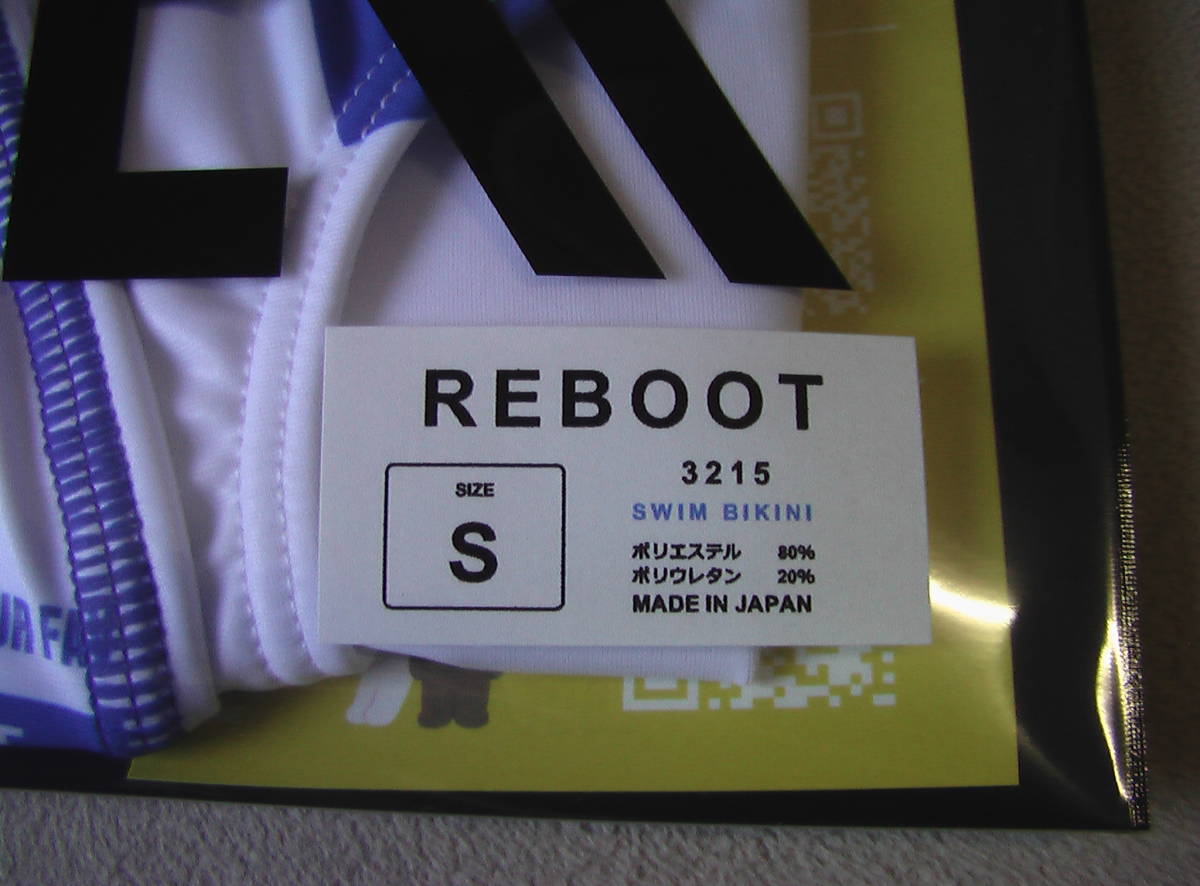 REBOOT
SIZE
S
3215
SWIM BIKINI
ポリエステル 80%
ポリウレタン 20%
MADE IN JAPAN